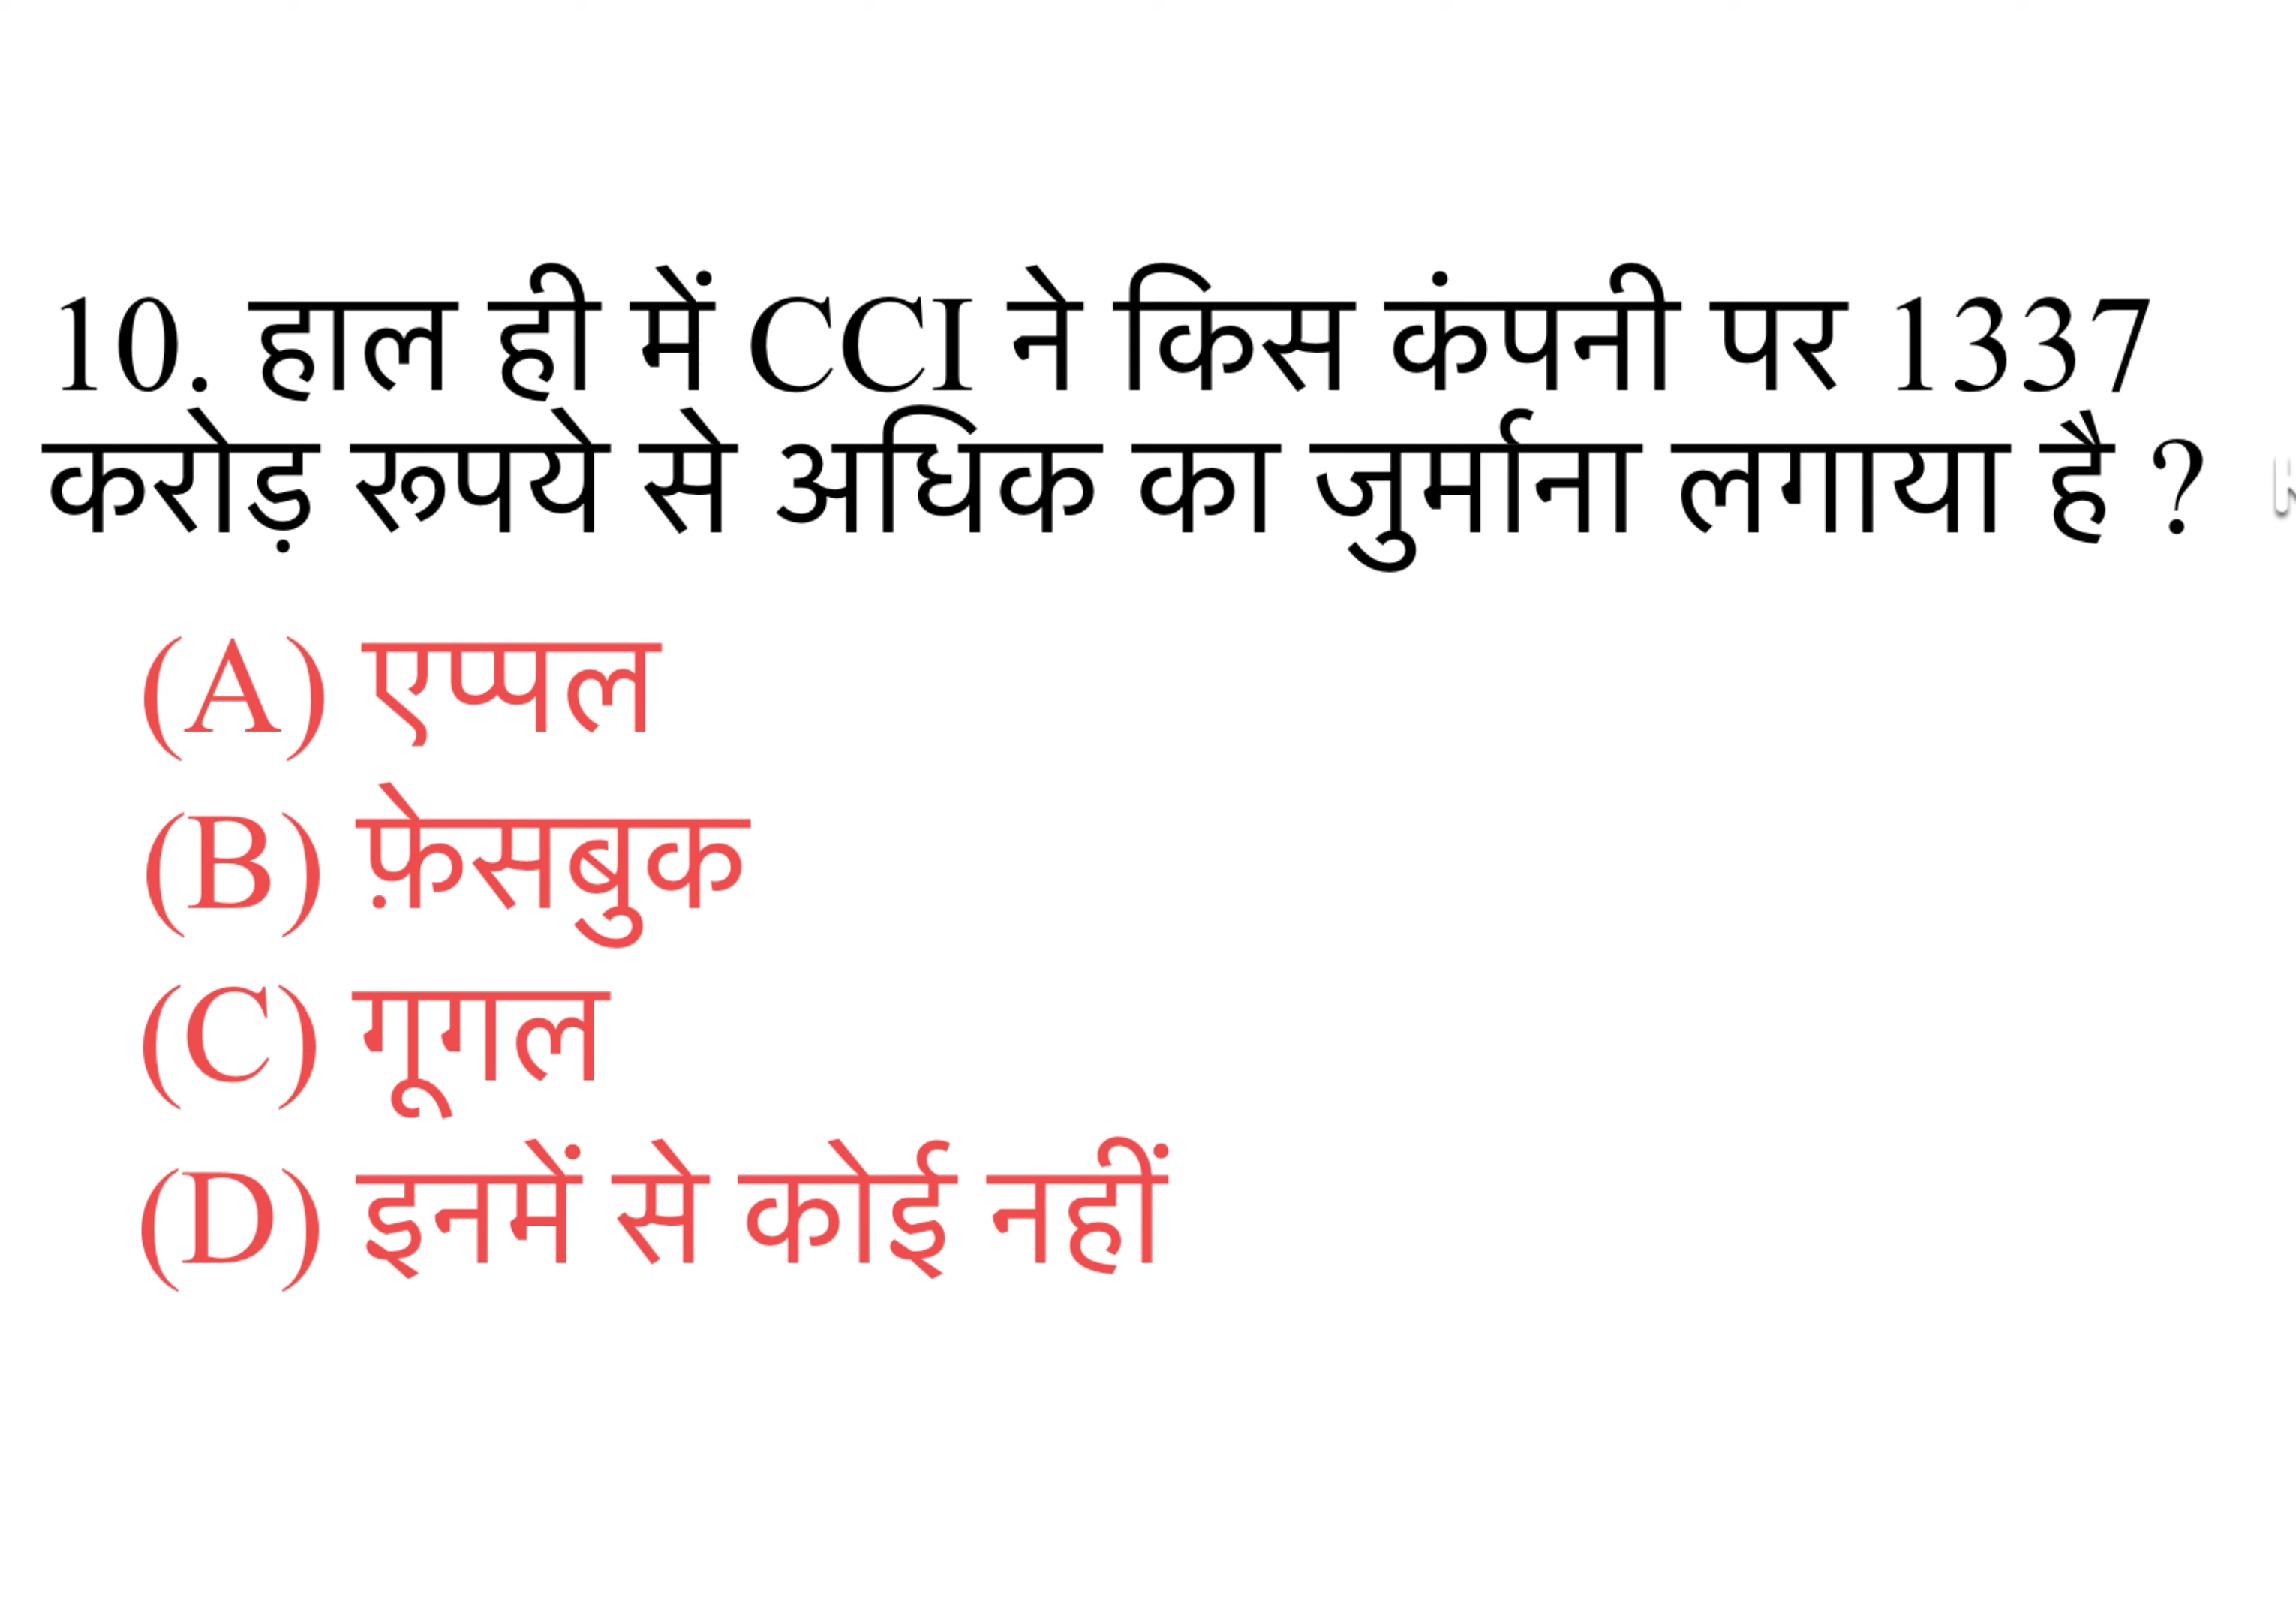 10. हाल ही में CCI ने किस कंपनी पर 1337
करोड़ रूपये से अधिक का जुर्माना लगाया है ?
(A) एप्पल
(B) फ़ेसबुक
(C) गूगल
(D) इनमें से कोई नहीं